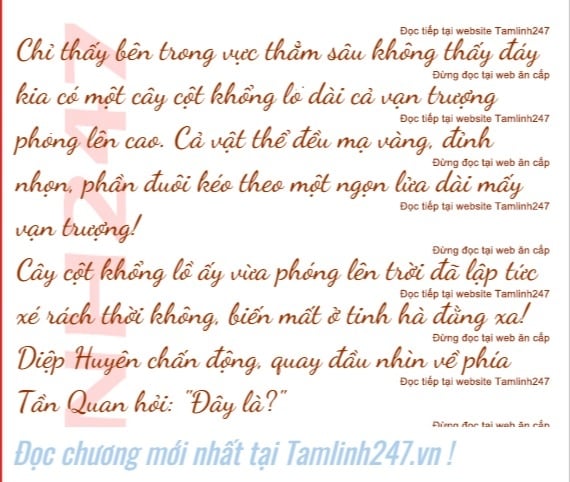 Đọc tiếp tại website Tamlinh247
Chỉ thấy bên trong vực thẳm sâu không thấy đáy
Đừng đọc tại web ăn cắp
kia có một cây cột khổng lồ dài cả vạn trượng
Đọc tiếp tại website Tamlinh247
phóng lên cao. Cả vật thể đều mạ vàng, đỉnh
Đừng đọc tại web ăn cắp
nhọn, phần đuôi kéo theo một ngọn lửa dài mấy
Đọc tiếp tại website Tamlinh247
vạn trượng!
Đừng đọc tại web ăn cắp
Cây cột khổng lồ ấy vừa phóng lên trời đã lập tức
Đọc tiếp tại website Tamlinh247
xé rách thời không, biến mất ở tinh hà đằng xa!
Đừng đọc tại web ăn cắp
Diệp Huyên chấn động, quay đầu nhìn về phía
Đọc tiếp tại website Tamlinh247
Tần Quan hỏi: "Đây là?"
Đừng đọc tại web ăn cắp
Đọc chương mới nhất tại Tamlinh247.vn !
NH247